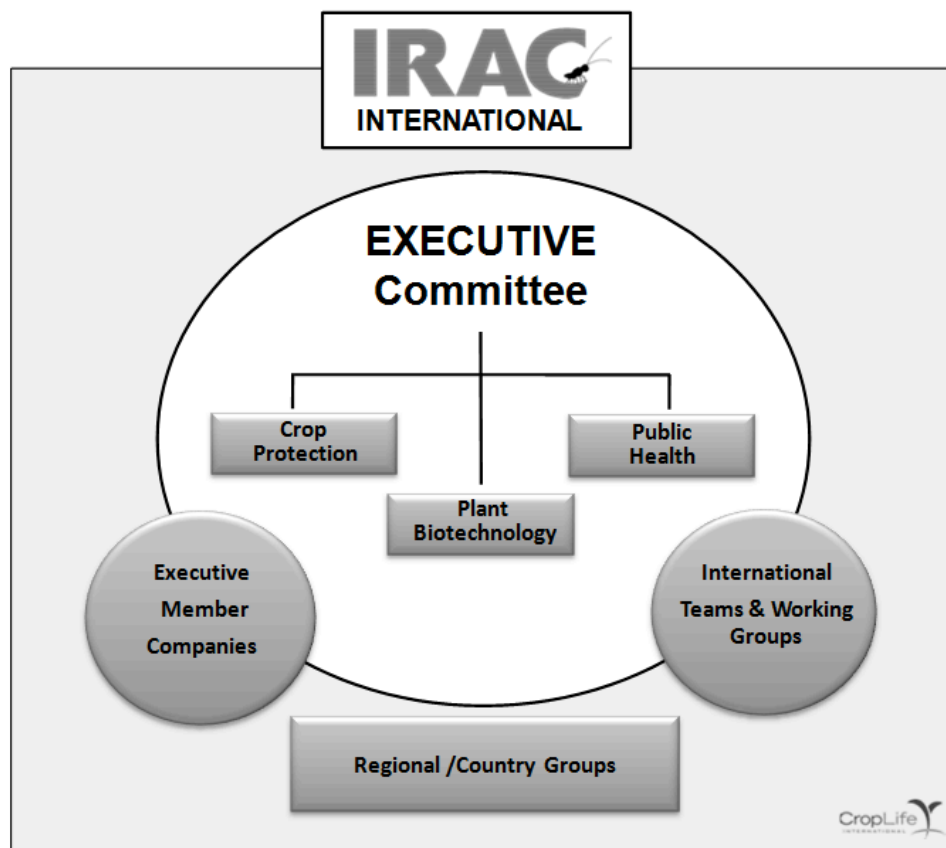 IRAC
INTERNATIONAL
EXECUTIVE
Committee
Crop
Protection
Public
Health
Plant
Biotechnology
Executive
Member
Companies
International
Teams & Working
Groups
Regional /Country Groups
CropLife
INTERNATIONAL